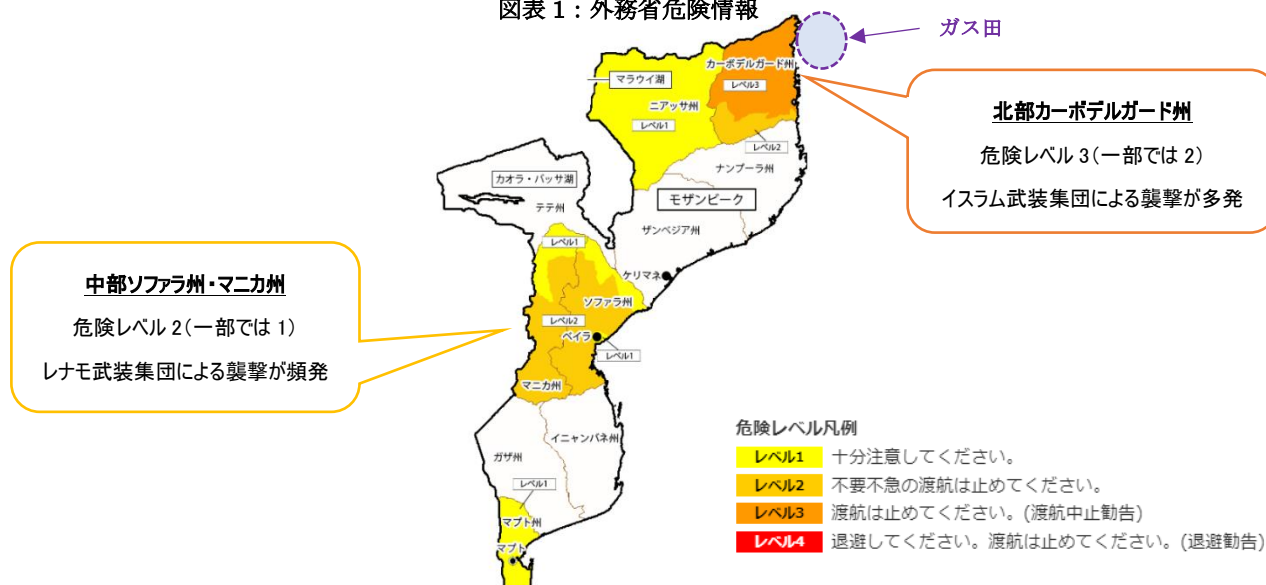 図表 1：外務省危険情報
ガス田
カーボデルガード州
マラウイ湖
レベル3
ニアッサ州
レベル1
レベル2
ナンプーラ州
北部カーボデルガード州
危険レベル 3（一部では 2）
イスラム武装集団による襲撃が多発
カオラ・バッサ湖
モザンビーク
テテ州
ザンベジア州
レベル1
ケリマネ
中部ソファラ州・マニカ州
危険レベル 2（一部では 1）
レナモ武装集団による襲撃が頻発
ソファラ州
レベル2
ベイラ
レベル1
マニカ州
イニャンバネ州
ガザ州
レベル1
マプト州
マプト
危険レベル凡例
レベル1 十分注意してください。
レベル2 不要不急の渡航は止めてください。
レベル3 渡航は止めてください。(渡航中止勧告)
レベル4 退避してください。渡航は止めてください。(退避勧告)